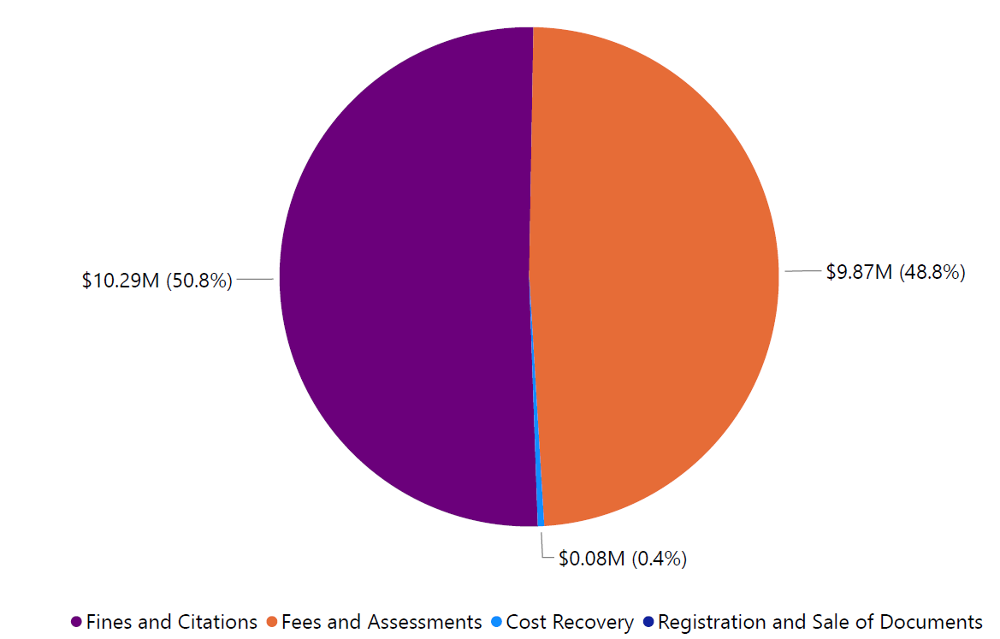 $10.29M (50.8%)
$9.87M (48.8%)
$0.08M (0.4%)
Fines and Citations Fees and Assessments Cost Recovery Registration and Sale of Documents